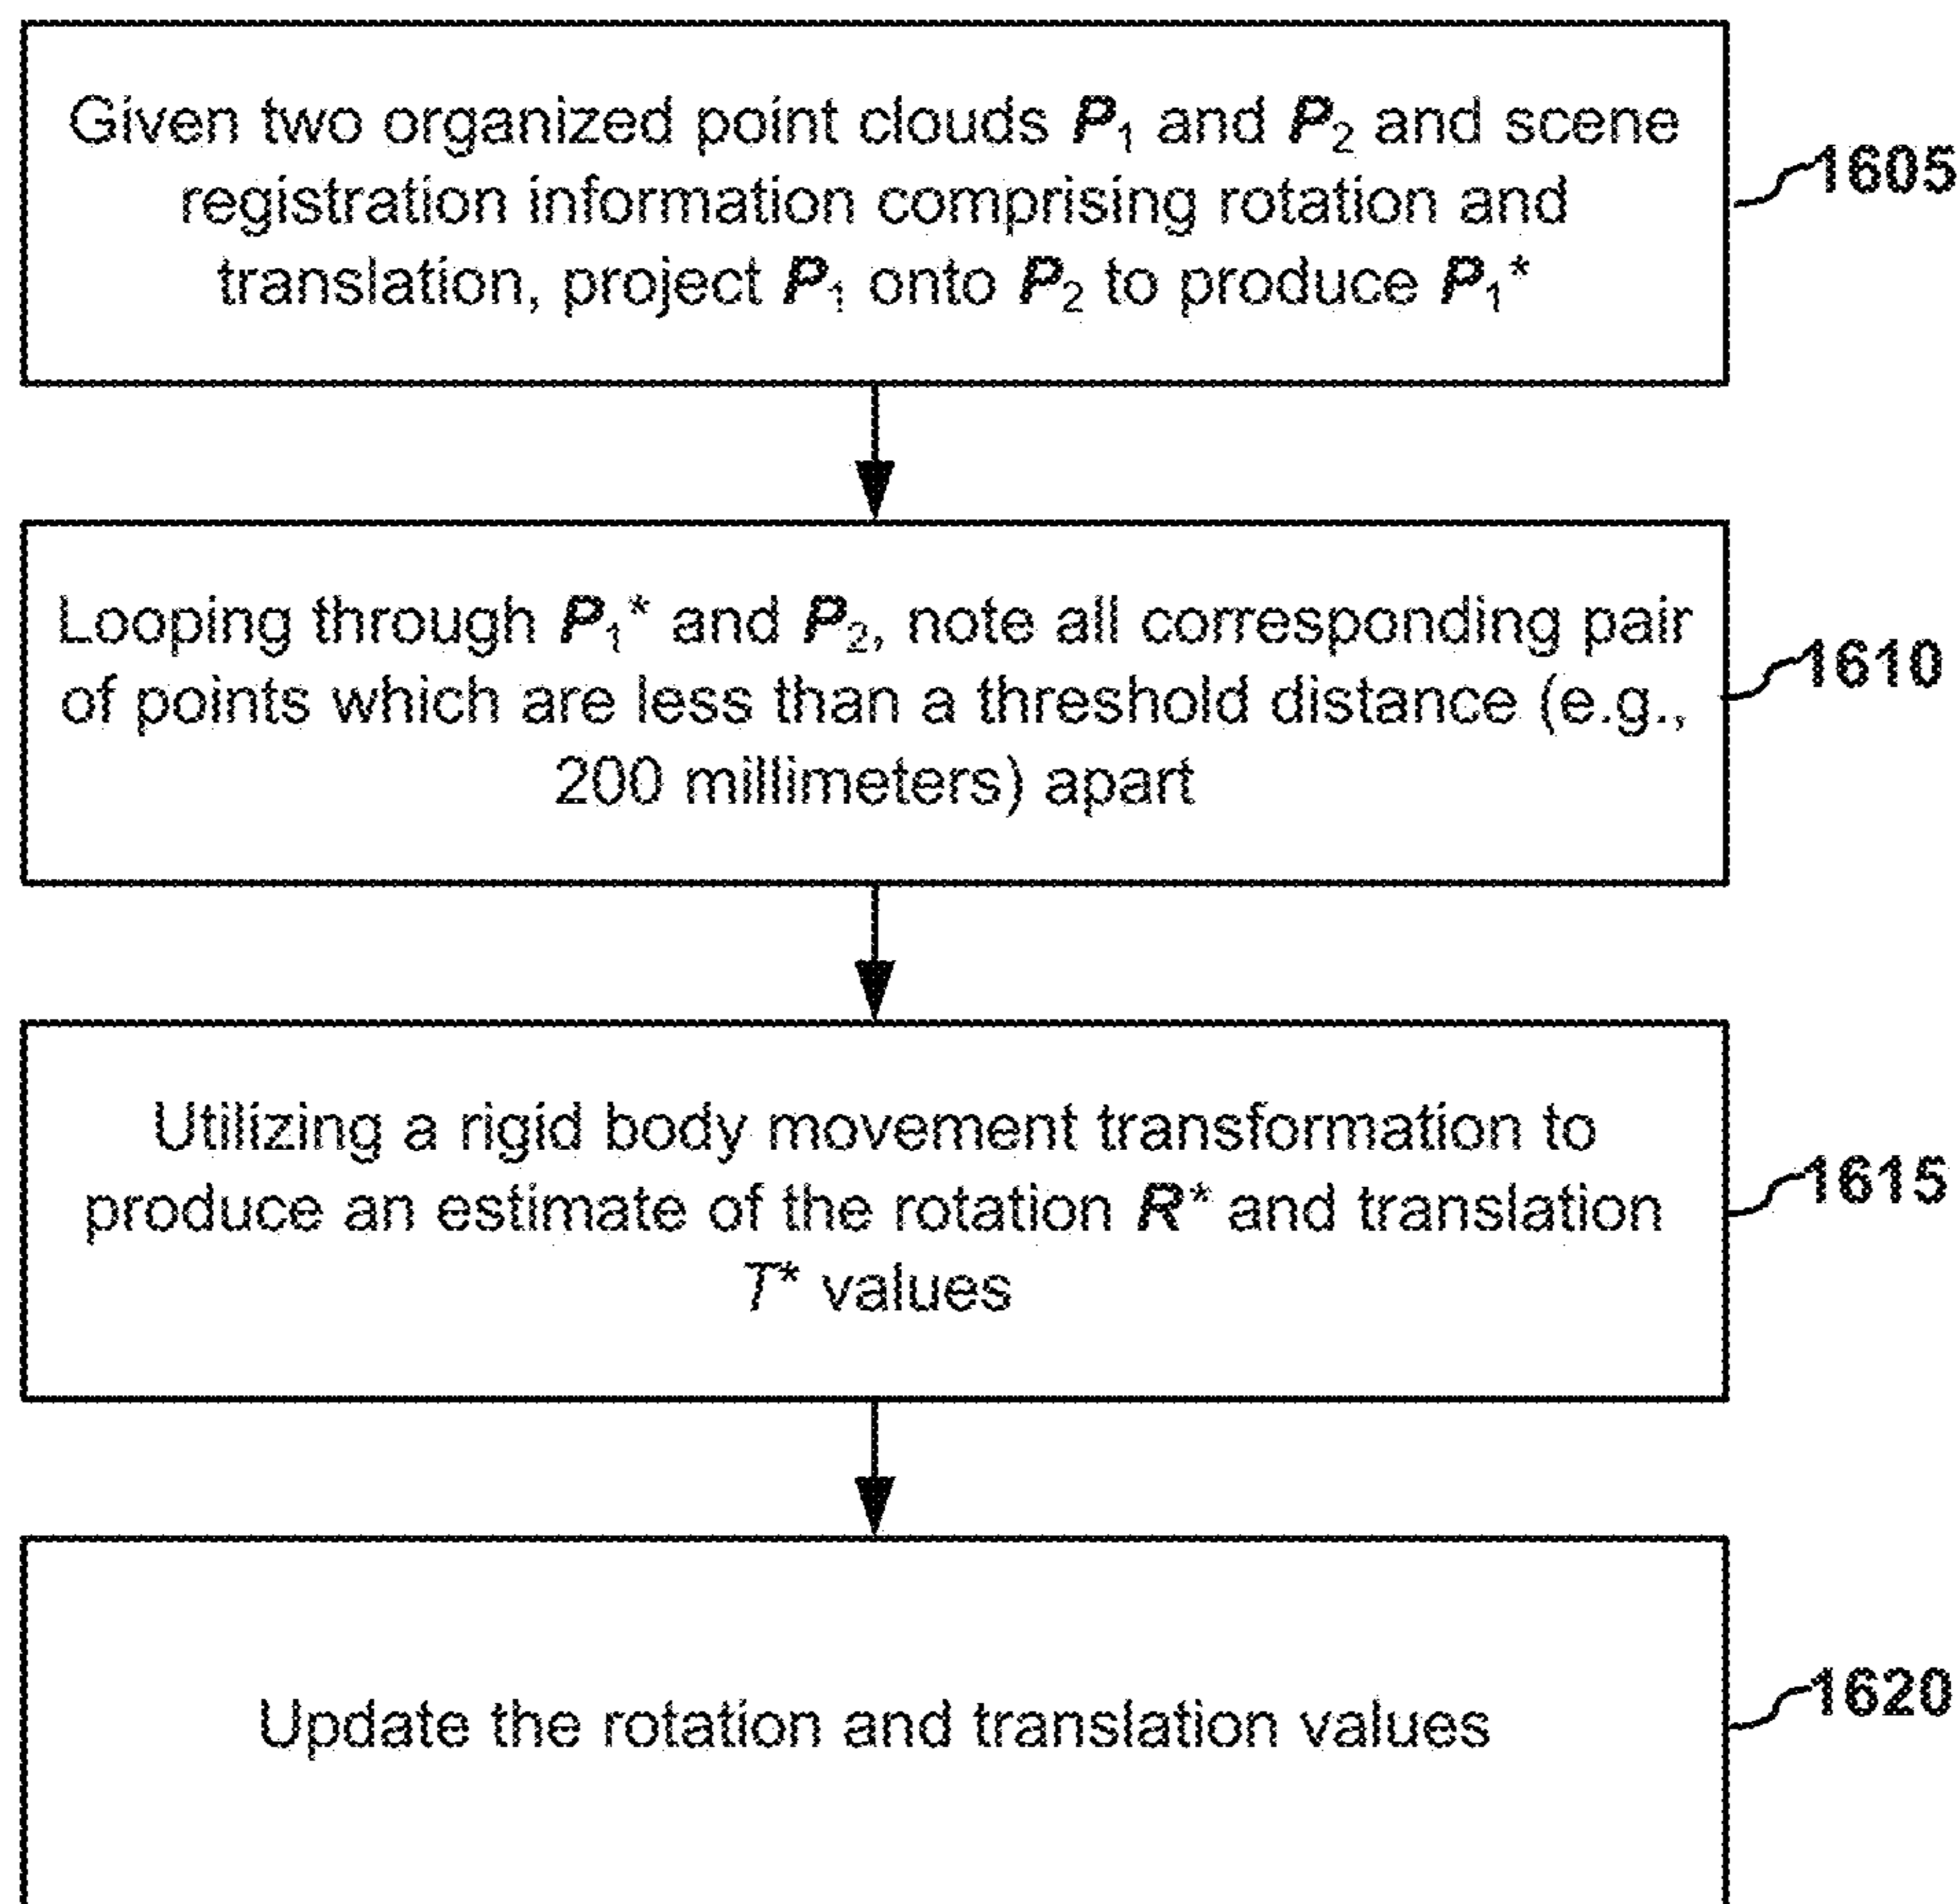 Given two organized point clouds P₁ and P₂ and scene
registration information comprising rotation and
translation, project P₁ onto P₂ to produce P₁*
1605
Looping through P₁* and P₂, note all corresponding pair
of points which are less than a threshold distance (e.g.,
200 millimeters) apart
1610
Utilizing a rigid body movement transformation to
produce an estimate of the rotation R* and translation
T* values
1615
Update the rotation and translation values
1620